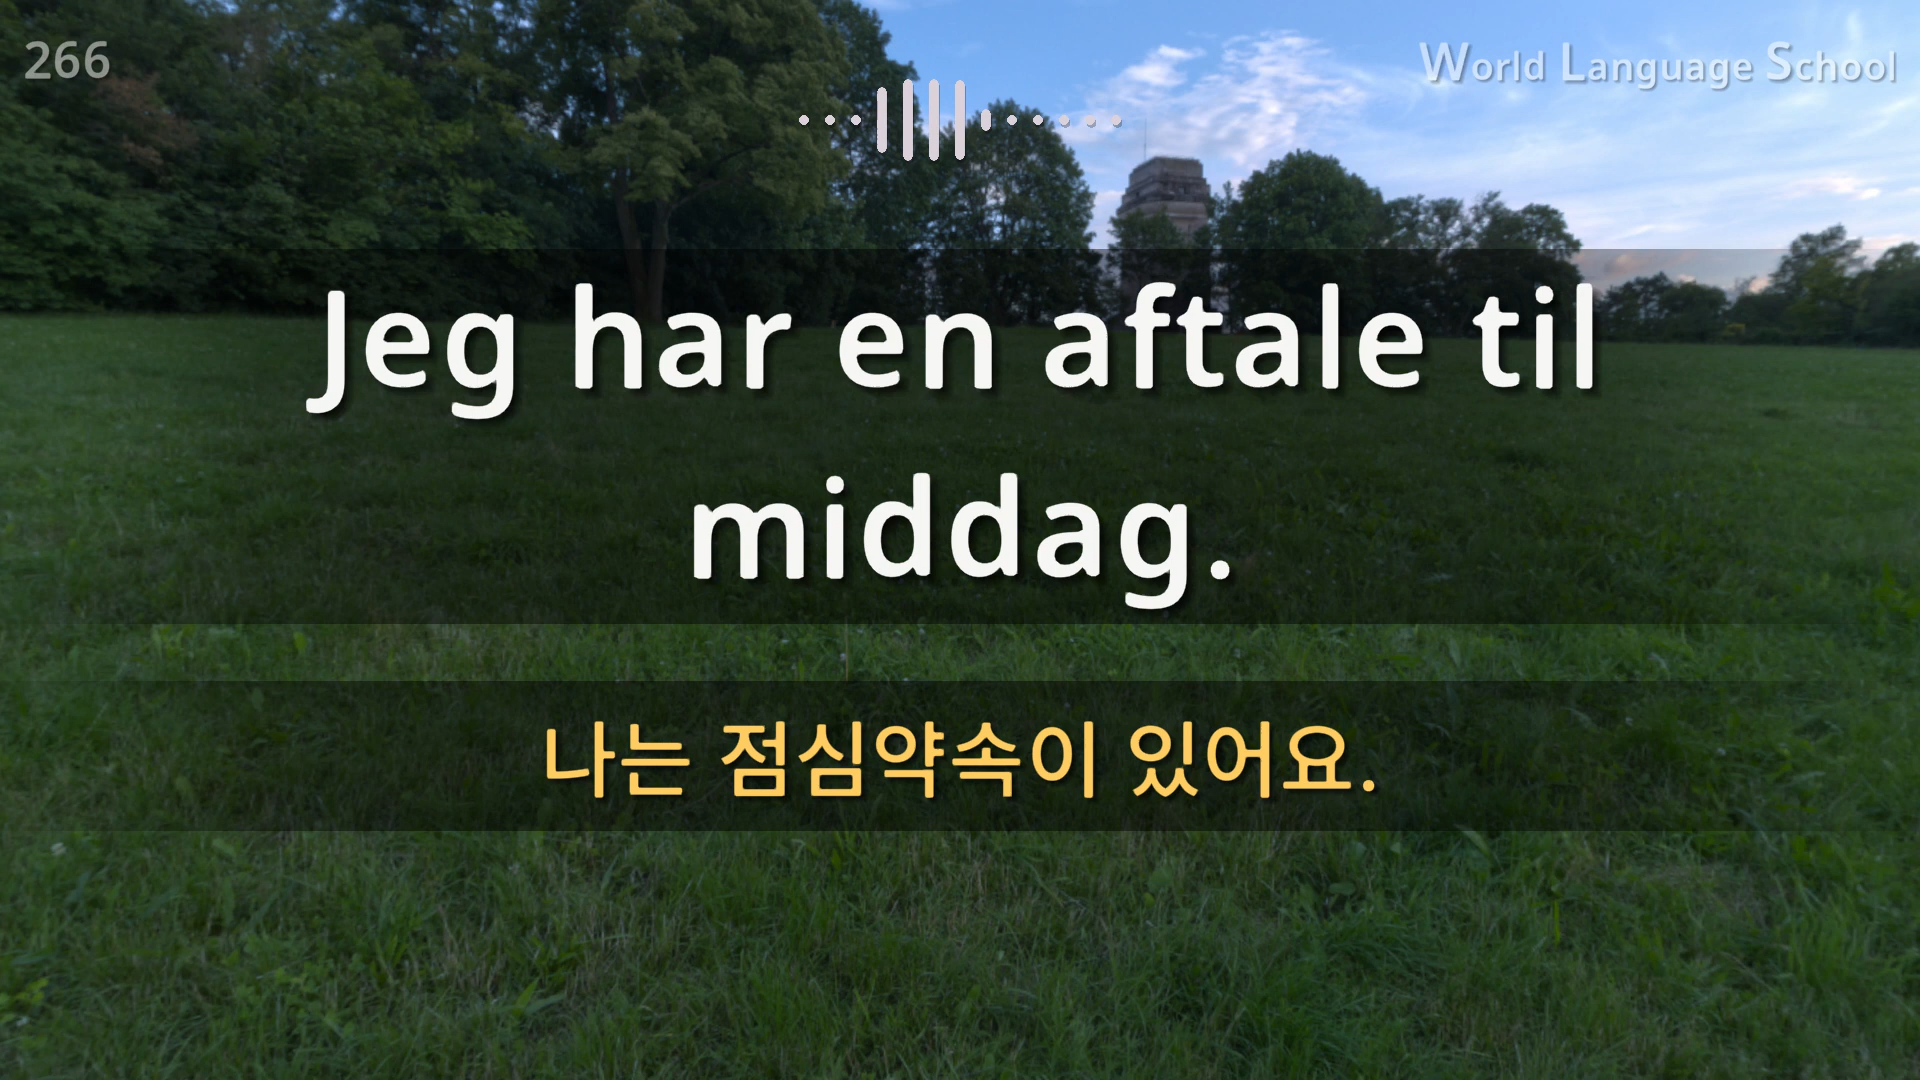 266
World Language School
Jeg har en aftale til
middag.
나는 점심약속이 있어요.